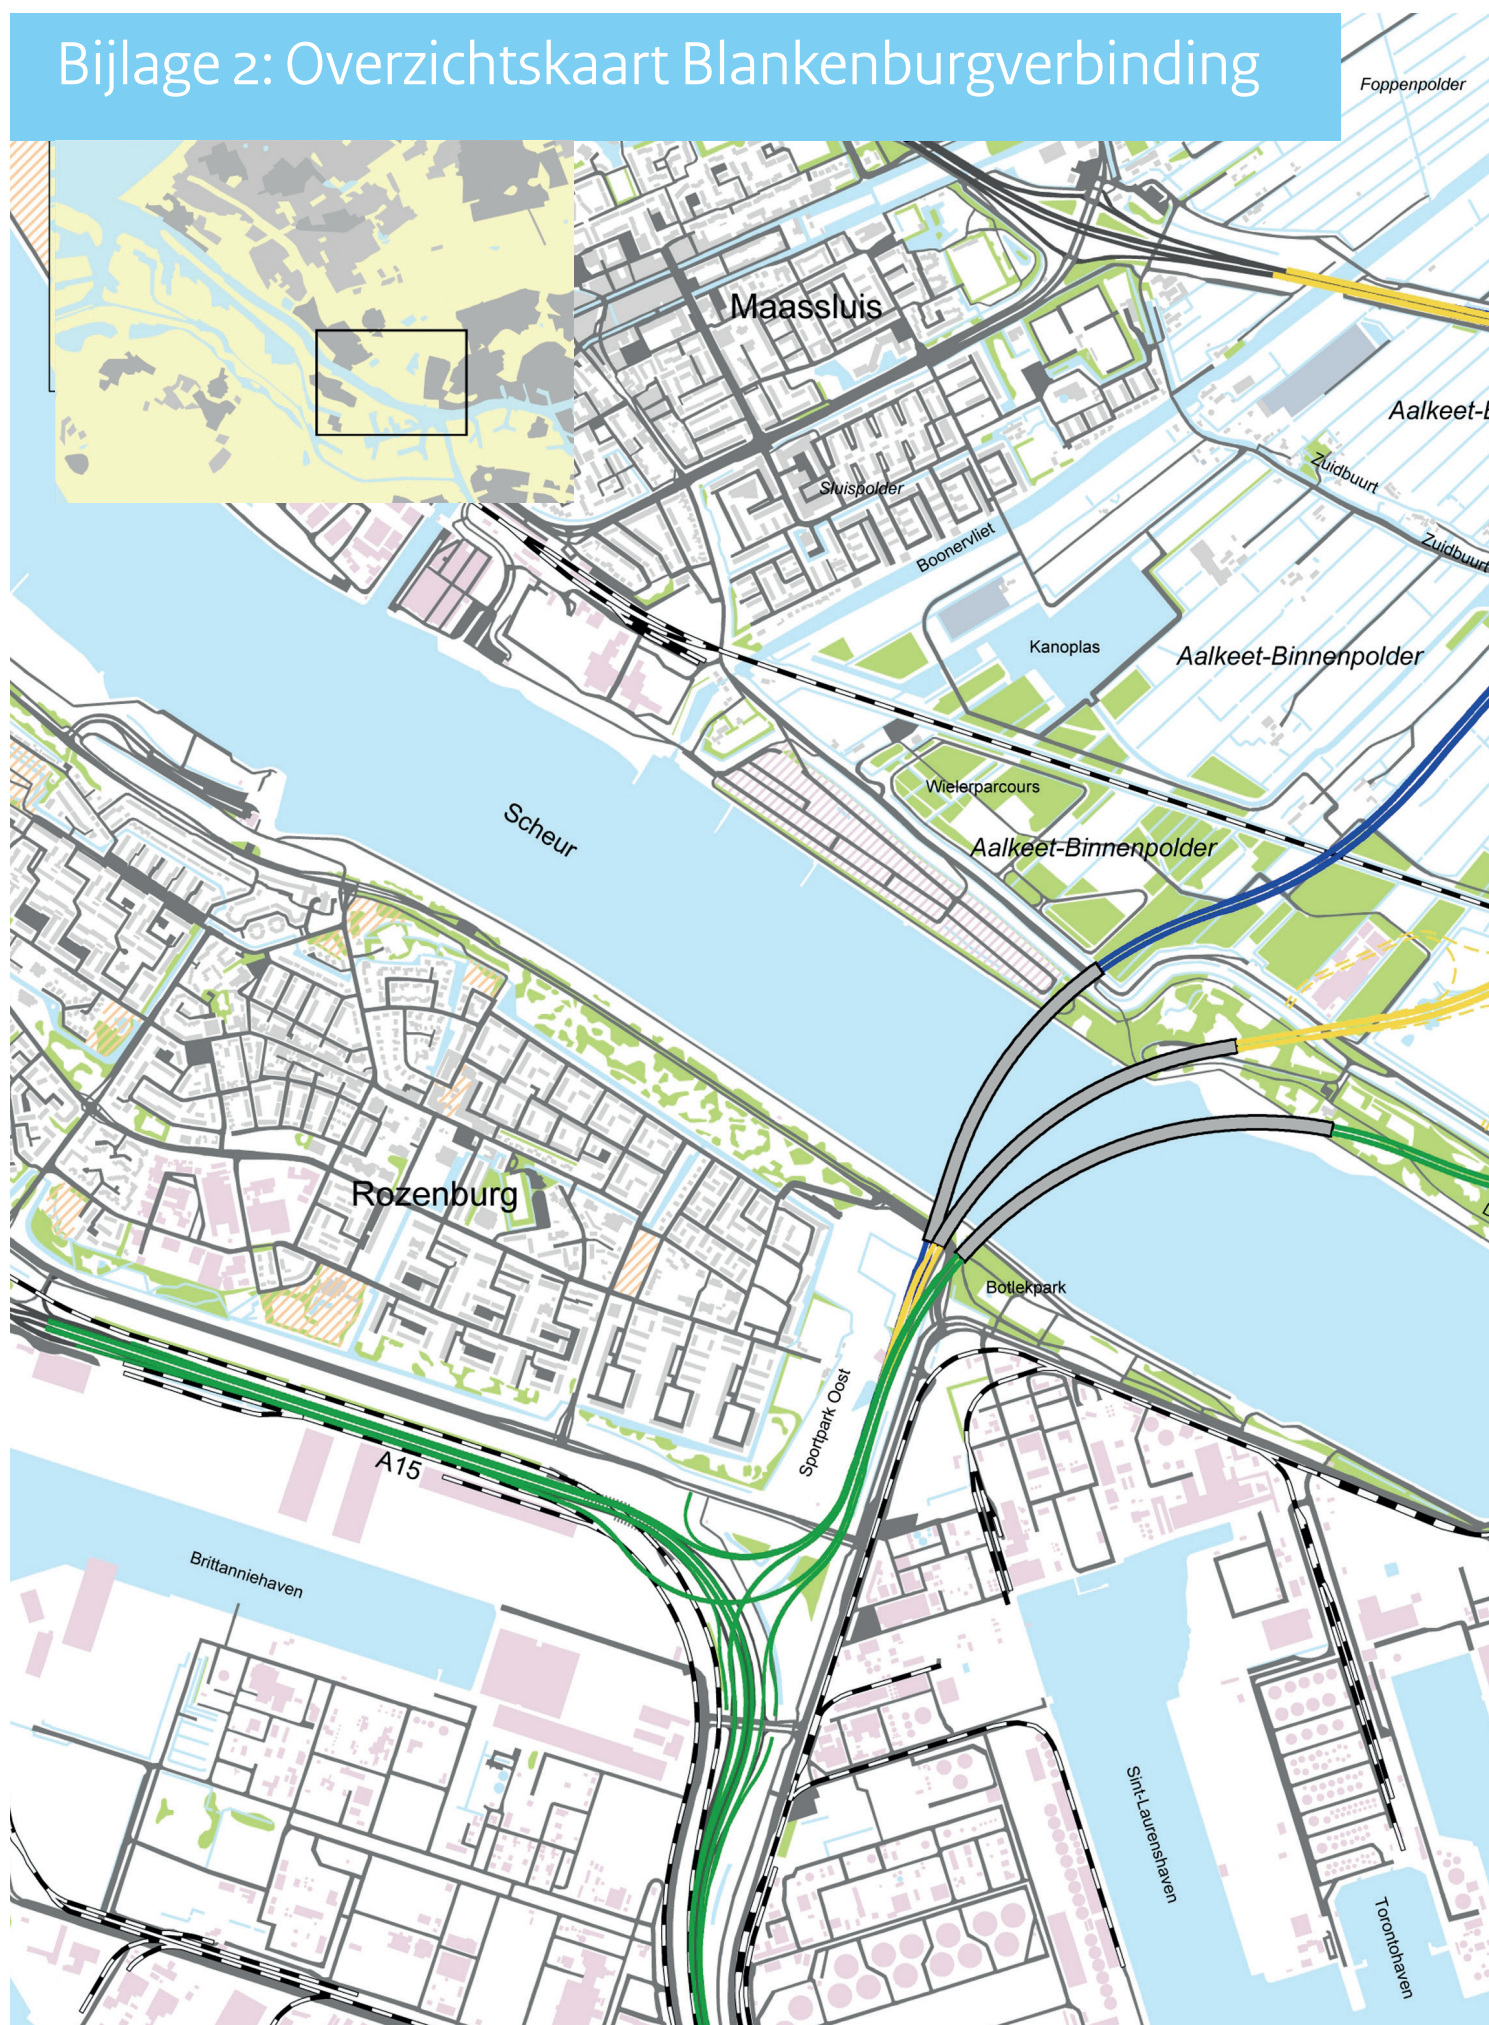 Bijlage 2: Overzichtskaart Blankenburgverbinding
Foppenpolder
Maassluis
Aalkeet-B
Zuidbuurt
Sluispolder
Boonervliet
Zuidbuurt
Kanoplas
Aalkeet-Binnenpolder
Wielerparcours
Scheur
Aalkeet-Binnenpolder
Rozenburg
Botlekpark
Sportpark Oost
A15
Brittanniehaven
Sint-Laurenshaven
Torontohaven